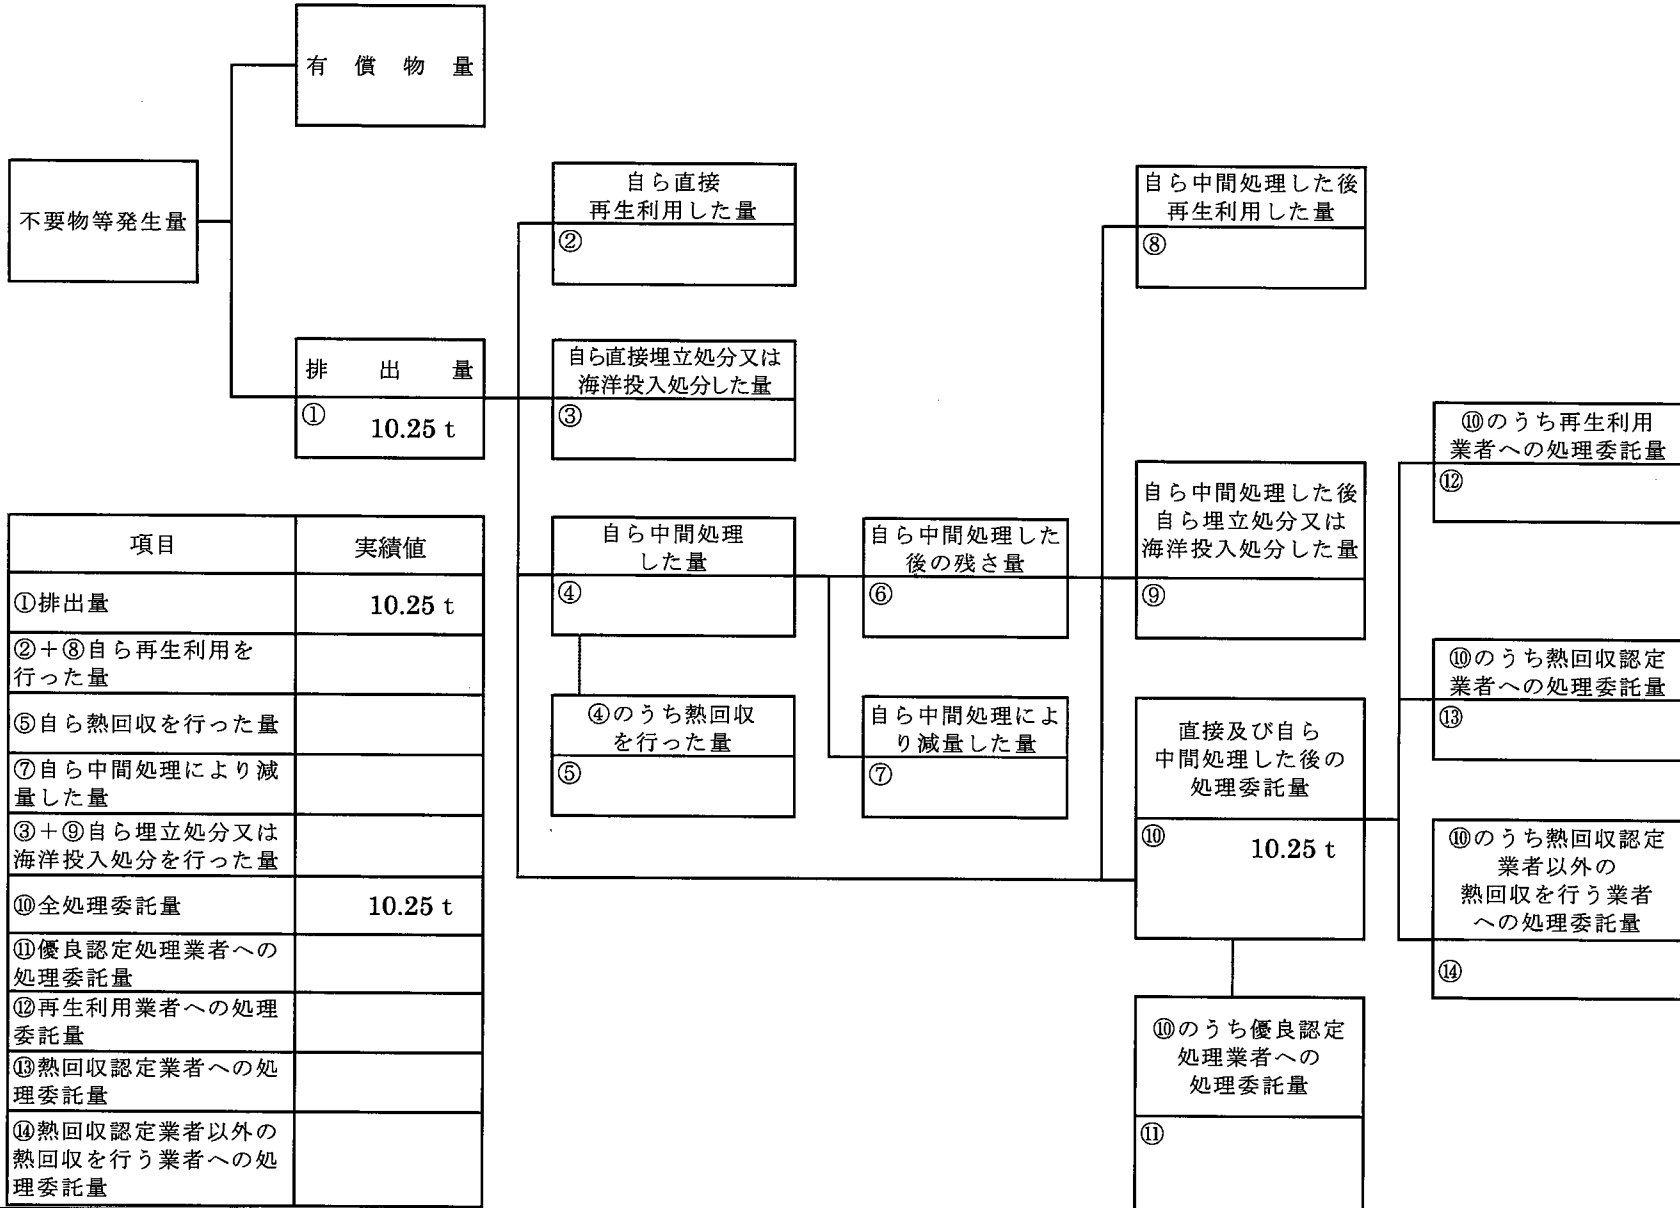 有償物量
不要物等発生量
排出量
① 10.25 t
自ら直接
再生利用した量
②
自ら直接埋立処分又は
海洋投入処分した量
③
自ら中間処理
した量
④
④のうち熱回収
を行った量
⑤
自ら中間処理した
後の残さ量
⑥
自ら中間処理によ
り減量した量
⑦
自ら中間処理した後
再生利用した量
⑧
自ら中間処理した後
自ら埋立処分又は
海洋投入処分した量
⑨
直接及び自ら
中間処理した後の
処理委託量
⑩ 10.25 t
⑩のうち優良認定
処理業者への
処理委託量
⑪
⑩のうち再生利用
業者への処理委託量
⑫
⑩のうち熱回収認定
業者への処理委託量
⑬
⑩のうち熱回収認定
業者以外の
熱回収を行う業者
への処理委託量
⑭
項目 実績値
①排出量 10.25 t
②+⑧自ら再生利用を
行った量
⑤自ら熱回収を行った量
⑦自ら中間処理により減
量した量
③+⑨自ら埋立処分又は
海洋投入処分を行った量
⑩全処理委託量 10.25 t
⑪優良認定処理業者への
処理委託量
⑫再生利用業者への処理
委託量
⑬熱回収認定業者への処
理委託量
⑭熱回収認定業者以外の
熱回収を行う業者への処
理委託量